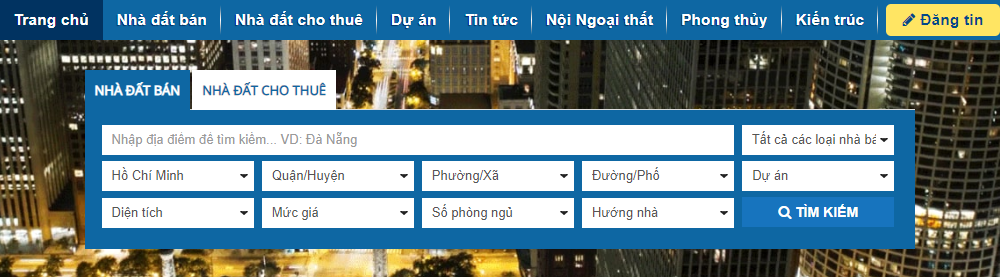 Trang chủ Nhà đất bán Nhà đất cho thuê Dự án Tin tức Nội Ngoại thất Phong thủy Kiến trúc Đăng tin
NHÀ ĐẤT BÁN NHÀ ĐẤT CHO THUÊ
Nhập địa điểm để tìm kiếm... VD: Đà Nẵng Tất cả các loại nhà bá
Hồ Chí Minh Quận/Huyện Phường/Xã Đường/Phố Dự án
Diện tích Mức giá Số phòng ngủ Hướng nhà TÌM KIẾM